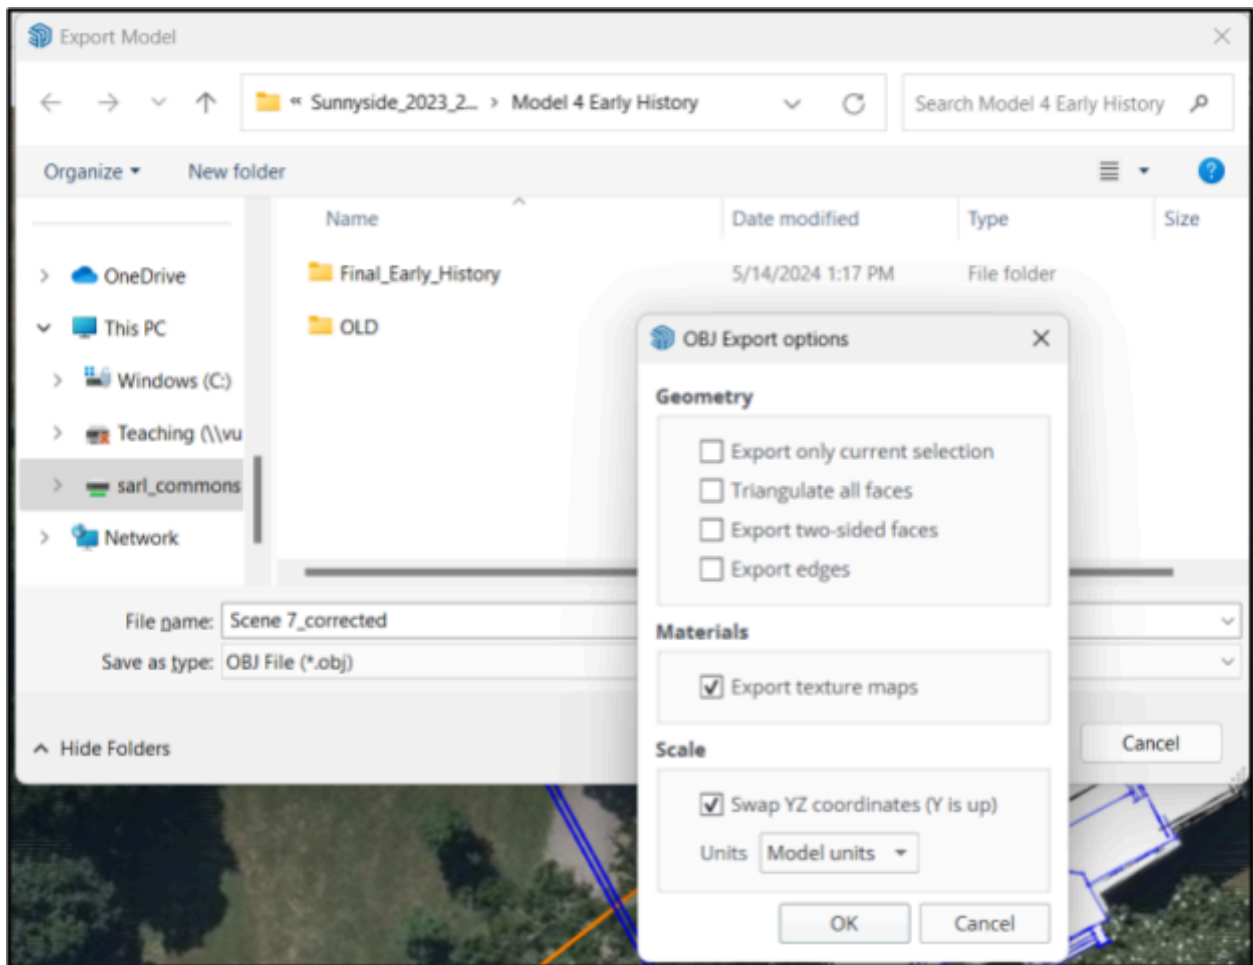 Export Model
« Sunnyside_2023_2... > Model 4 Early History
Search Model 4 Early History
Organize
New folder
?
Name
Date modified
Type
Size
OneDrive
This PC
Windows (C:)
Teaching (\\vu
sarl_commons
Network
Final_Early_History
5/14/2024 1:17 PM
File folder
OLD
OBJ Export options
Geometry
Export only current selection
Triangulate all faces
Export two-sided faces
Export edges
File name: Scene 7_corrected
Save as type: OBJ File (*.obj)
Materials
Export texture maps
Hide Folders
Cancel
Scale
Swap YZ coordinates (Y is up)
Units Model units
OK
Cancel